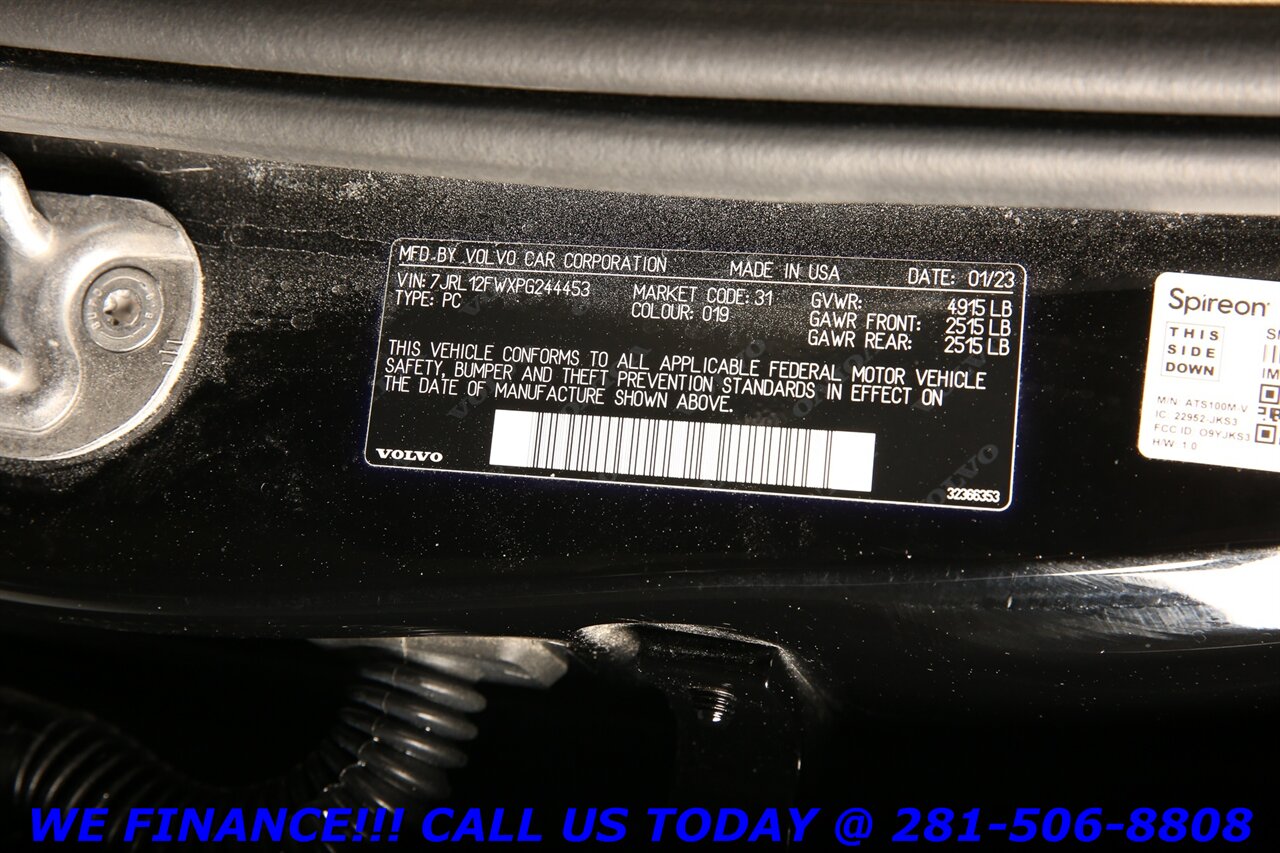 MFD.BY VOLVO CAR CORPORATION MADE IN USA DATE: 01/23
VIN: 7JRL12FWXPG244453 MARKET CODE: 31 GVWR: 4915 LB
TYPE: PC COLOUR: 019 GAWR FRONT: 2515 LB
GAWR REAR: 2515 LB
THIS VEHICLE CONFORMS TO ALL APPLICABLE FEDERAL MOTOR VEHICLE
SAFETY, BUMPER AND THEFT PREVENTION STANDARDS IN EFFECT ON
THE DATE OF MANUFACTURE SHOWN ABOVE.
VOLVO
32366353
Spireon
THIS
SIDE
DOWN
M/N: ATS100M-V
IC: 22952-JKS3
FCC ID: O9YJKS3
H/W: 1.0
WE FINANCE!!! CALL US TODAY @ 281-506-8808